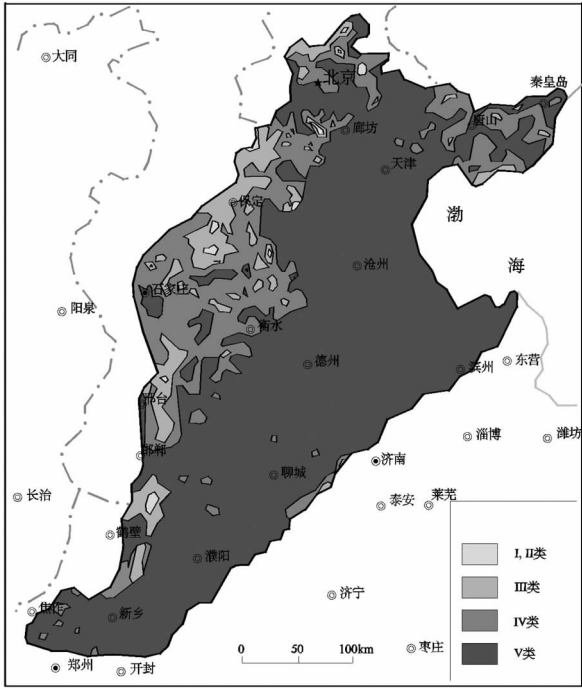 大同
北京
秦皇岛
唐山
廊坊
天津
保定
渤
海
沧州
石家庄
阳泉
衡水
德州
滨州
东营
邢台
淄博
潍坊
邯郸
济南
聊城
长治
泰安
莱芜
鹤壁
濮阳
I, II类
III类
IV类
V类
济宁
焦作
新乡
郑州
开封
枣庄
0 50 100km